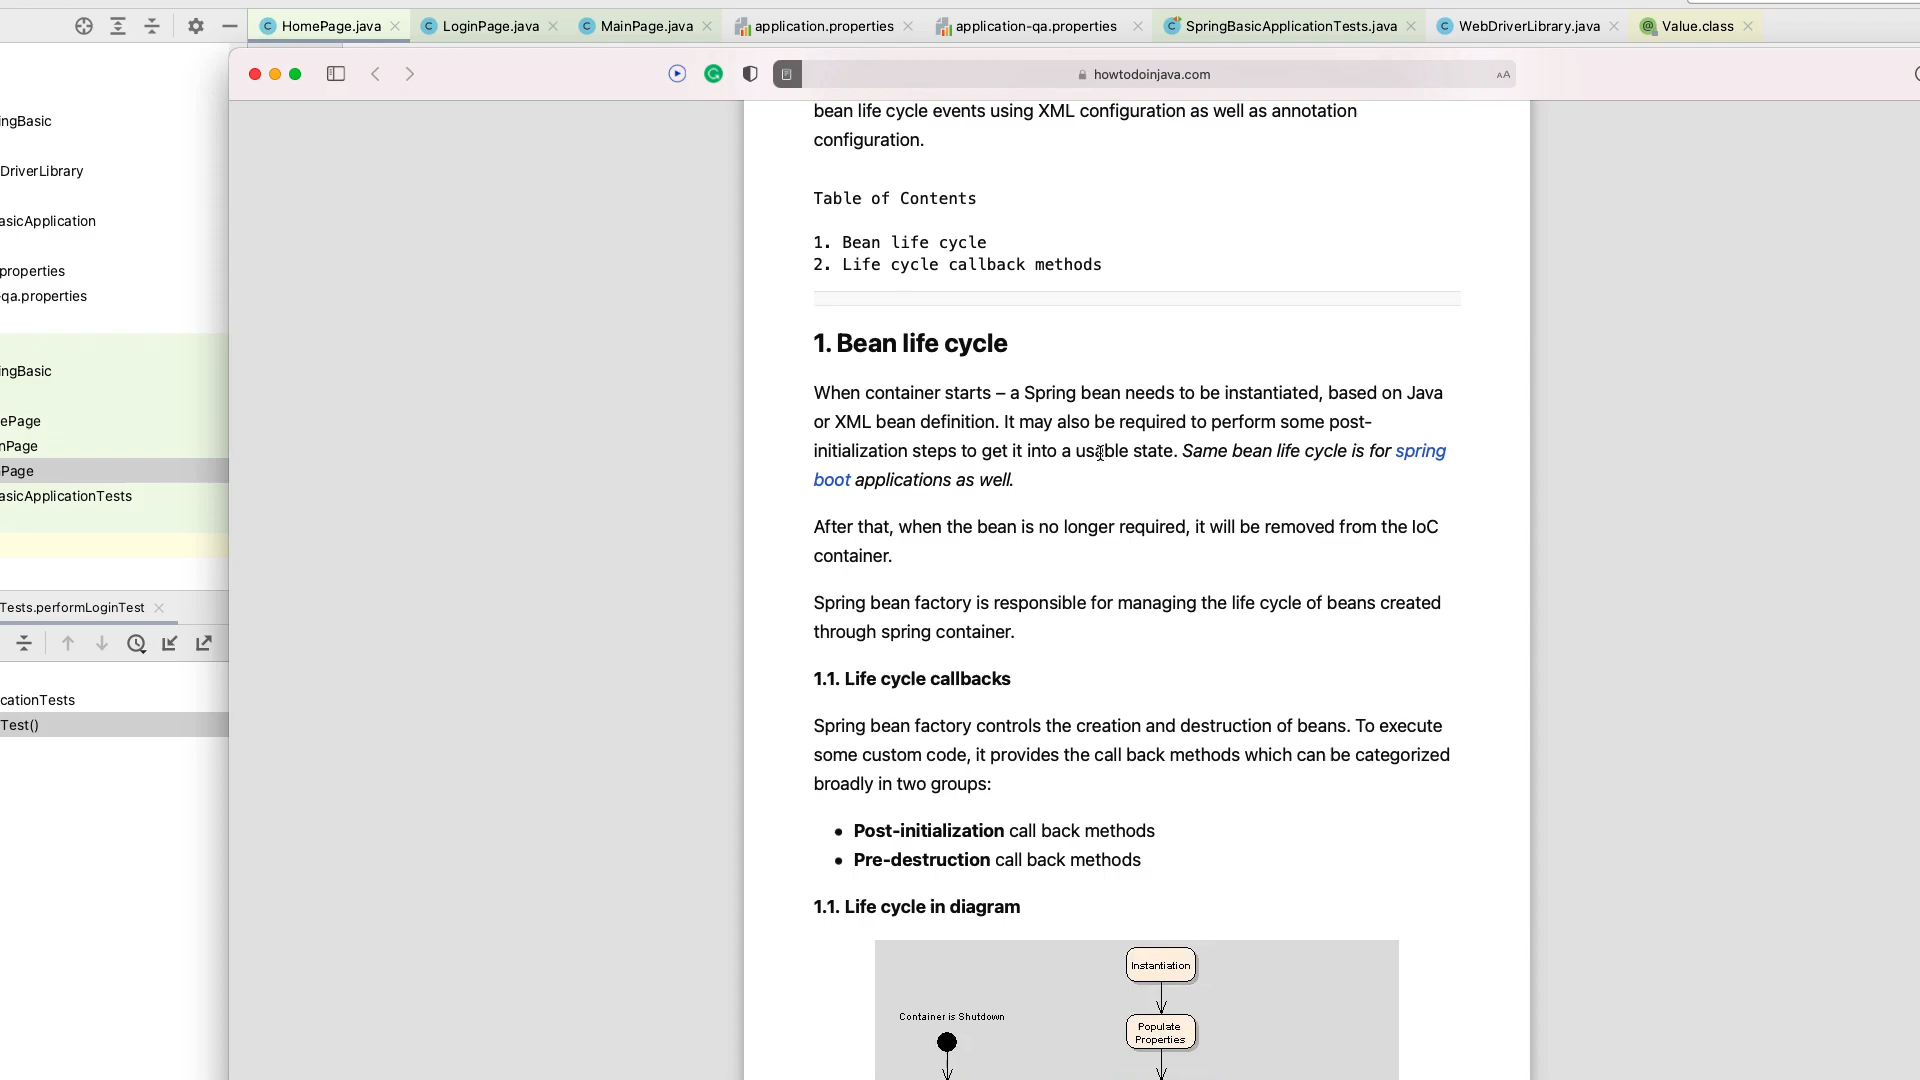 HomePage.java
LoginPage.java
MainPage.java
application.properties
application-qa.properties
SpringBasicApplicationTests.java
WebDriverLibrary.java
Value.class
howtodoinjava.com
AA
ingBasic
DriverLibrary
asicApplication
properties
-qa.properties
ingBasic
ePage
nPage
Page
asicApplicationTests
Tests.performLoginTest
cationTests
Test()
bean life cycle events using XML configuration as well as annotation
configuration.
Table of Contents
1. Bean life cycle
2. Life cycle callback methods
1. Bean life cycle
When container starts – a Spring bean needs to be instantiated, based on Java
or XML bean definition. It may also be required to perform some post-
initialization steps to get it into a usable state. Same bean life cycle is for spring
boot applications as well.
After that, when the bean is no longer required, it will be removed from the IoC
container.
Spring bean factory is responsible for managing the life cycle of beans created
through spring container.
1.1. Life cycle callbacks
Spring bean factory controls the creation and destruction of beans. To execute
some custom code, it provides the call back methods which can be categorized
broadly in two groups:
• Post-initialization call back methods
• Pre-destruction call back methods
1.1. Life cycle in diagram
Instantiation
Container is Shutdown
Populate
Properties